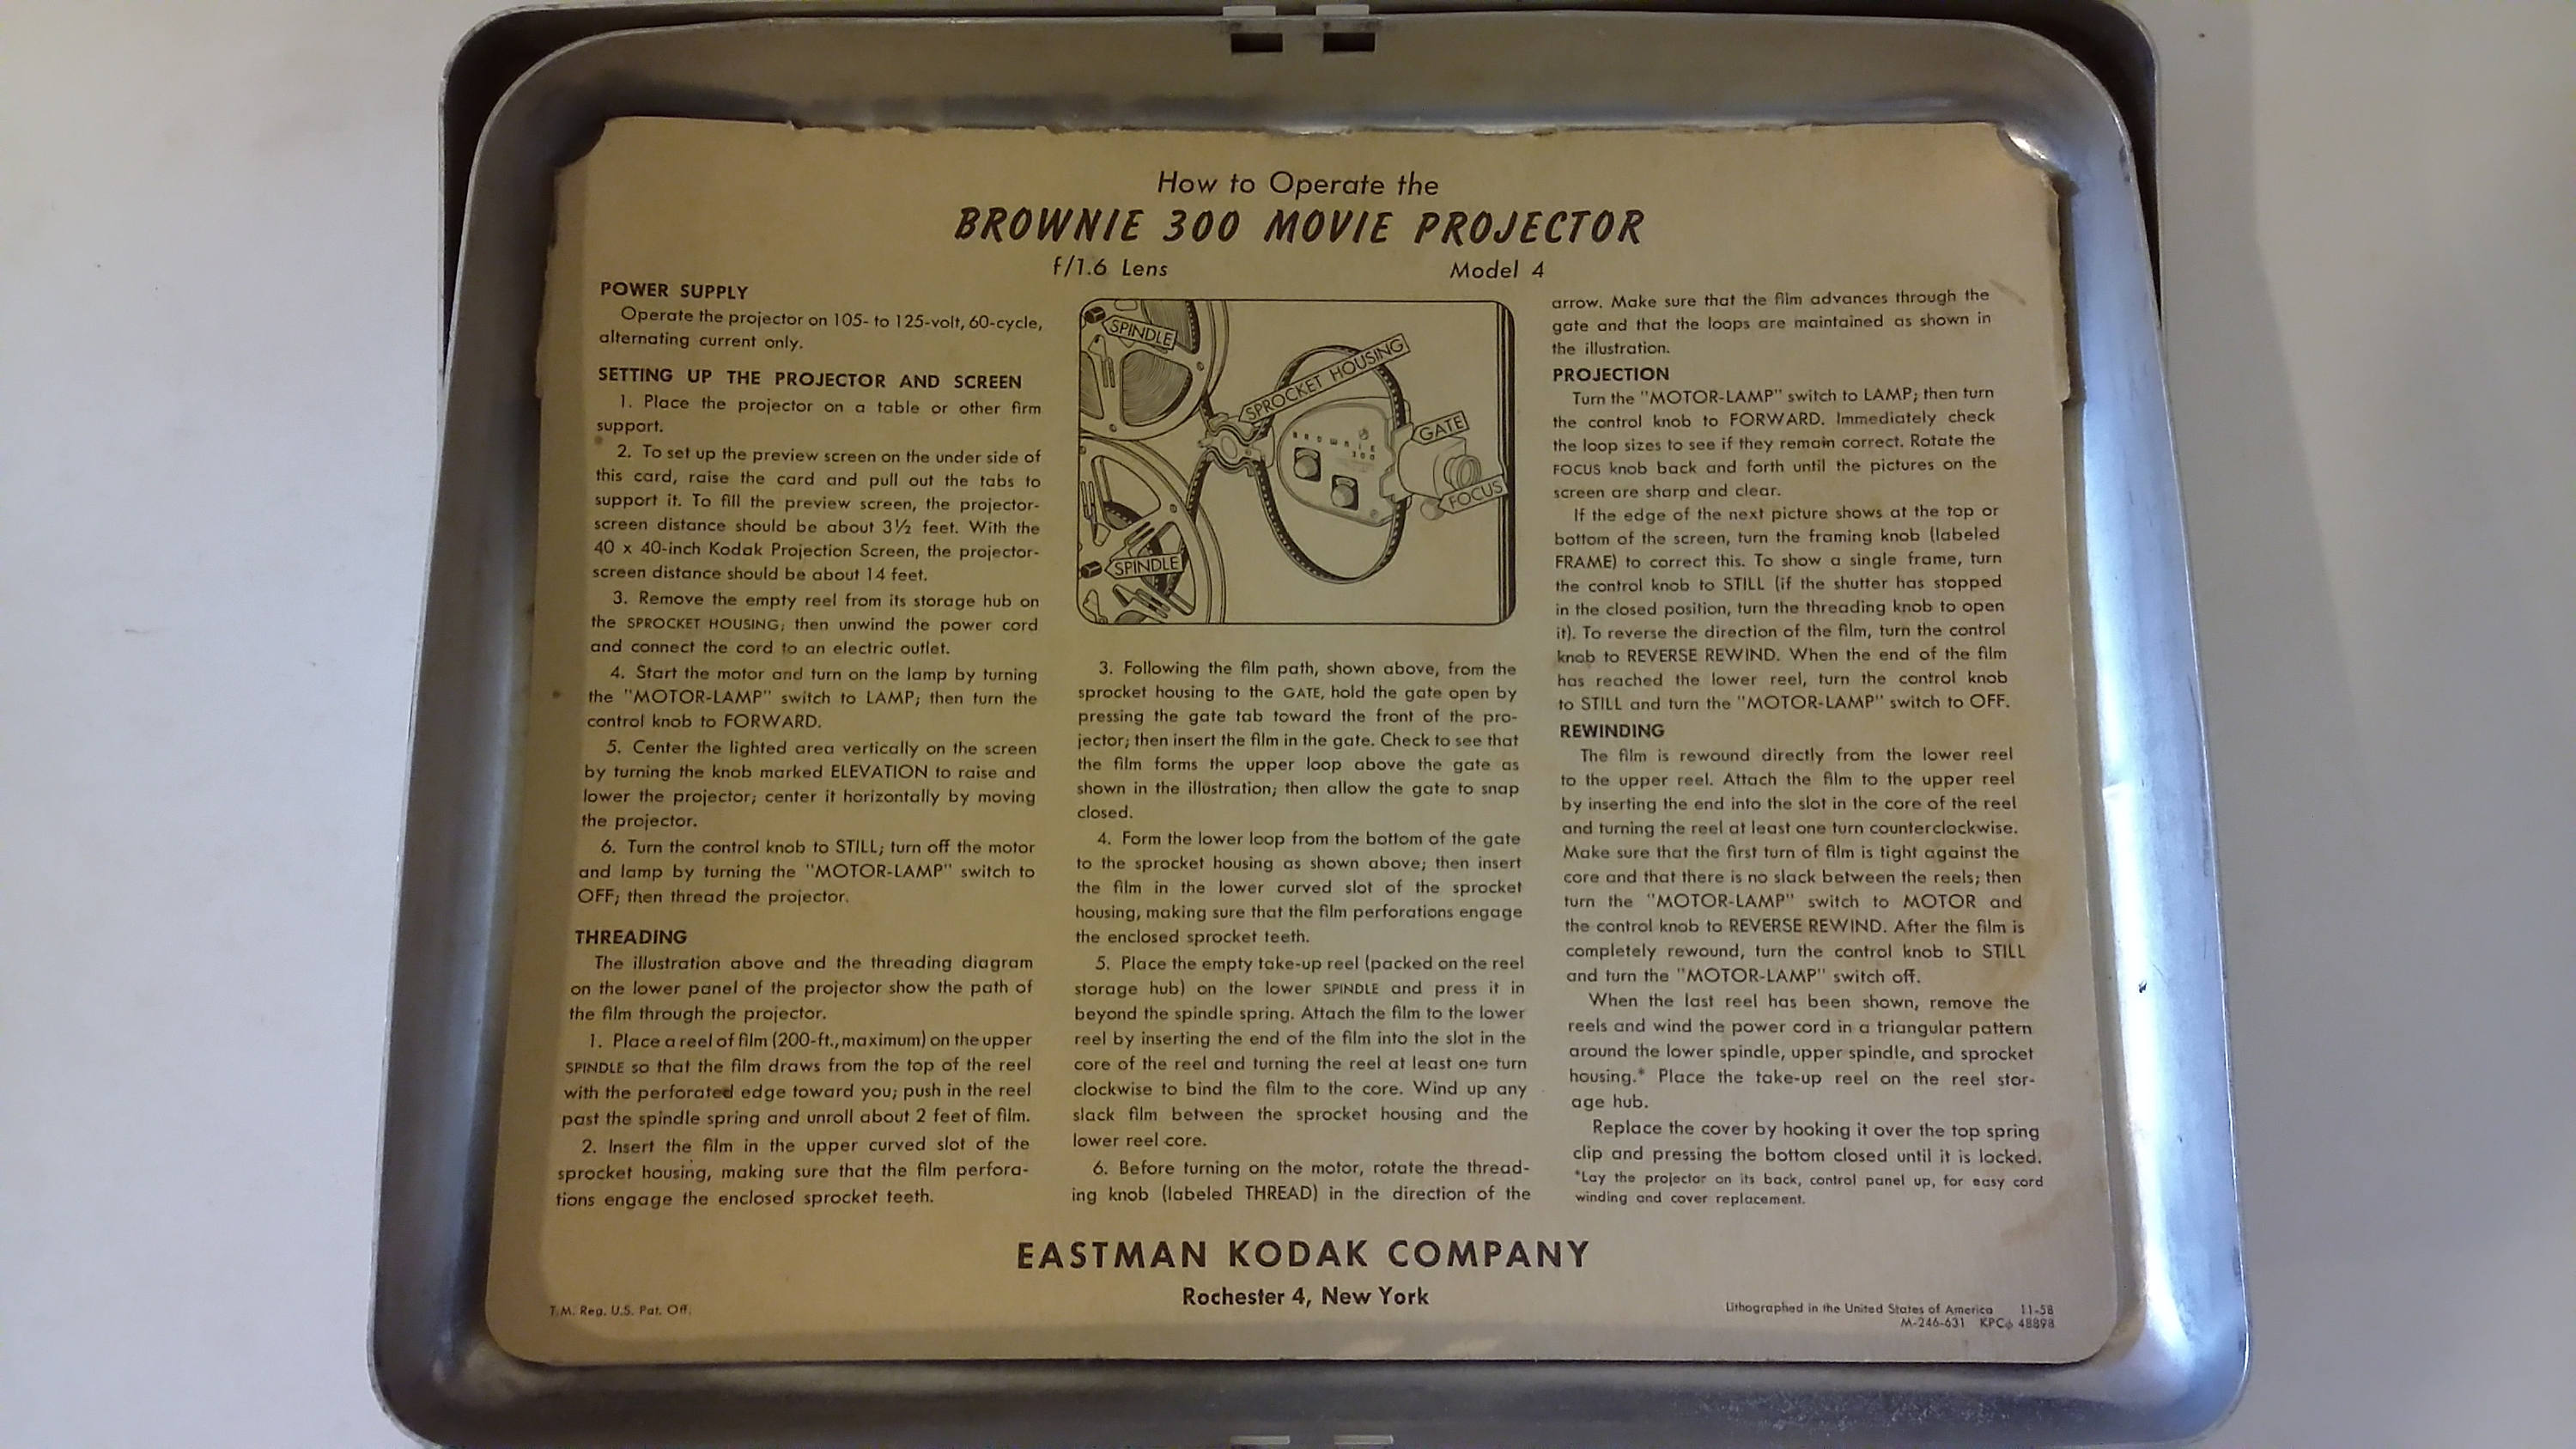 How to Operate the
BROWNIE 300 MOVIE PROJECTOR
f/1.6 Lens Model 4
POWER SUPPLY
Operate the projector on 105- to 125-volt, 60-cycle,
alternating current only.
SETTING UP THE PROJECTOR AND SCREEN
1. Place the projector on a table or other firm
support.
2. To set up the preview screen on the under side of
this card, raise the card and pull out the tabs to
support it. To fill the preview screen, the projector-
screen distance should be about 3½ feet. With the
40 x 40-inch Kodak Projection Screen, the projector-
screen distance should be about 14 feet.
3. Remove the empty reel from its storage hub on
the SPROCKET HOUSING; then unwind the power cord
and connect the cord to an electric outlet.
4. Start the motor and turn on the lamp by turning
the "MOTOR-LAMP" switch to LAMP; then turn the
control knob to FORWARD.
5. Center the lighted area vertically on the screen
by turning the knob marked ELEVATION to raise and
lower the projector; center it horizontally by moving
the projector.
6. Turn the control knob to STILL; turn off the motor
and lamp by turning the "MOTOR-LAMP" switch to
OFF; then thread the projector.
THREADING
The illustration above and the threading diagram
on the lower panel of the projector show the path of
the film through the projector.
1. Place a reel of film (200-ft., maximum) on the upper
SPINDLE so that the film draws from the top of the reel
with the perforated edge toward you; push in the reel
past the spindle spring and unroll about 2 feet of film.
2. Insert the film in the upper curved slot of the
sprocket housing, making sure that the film perfora-
tions engage the enclosed sprocket teeth.
SPINDLE
SPROCKET HOUSING
GATE
BROWNIE
300
FOCUS
SPINDLE
3. Following the film path, shown above, from the
sprocket housing to the GATE, hold the gate open by
pressing the gate tab toward the front of the pro-
jector; then insert the film in the gate. Check to see that
the film forms the upper loop above the gate as
shown in the illustration; then allow the gate to snap
closed.
4. Form the lower loop from the bottom of the gate
to the sprocket housing as shown above; then insert
the film in the lower curved slot of the sprocket
housing, making sure that the film perforations engage
the enclosed sprocket teeth.
5. Place the empty take-up reel (packed on the reel
storage hub) on the lower SPINDLE and press it in
beyond the spindle spring. Attach the film to the lower
reel by inserting the end of the film into the slot in the
core of the reel and turning the reel at least one turn
clockwise to bind the film to the core. Wind up any
slack film between the sprocket housing and the
lower reel core.
6. Before turning on the motor, rotate the thread-
ing knob (labeled THREAD) in the direction of the
arrow. Make sure that the film advances through the
gate and that the loops are maintained as shown in
the illustration.
PROJECTION
Turn the "MOTOR-LAMP" switch to LAMP; then turn
the control knob to FORWARD. Immediately check
the loop sizes to see if they remain correct. Rotate the
FOCUS knob back and forth until the pictures on the
screen are sharp and clear.
If the edge of the next picture shows at the top or
bottom of the screen, turn the framing knob (labeled
FRAME) to correct this. To show a single frame, turn
the control knob to STILL (if the shutter has stopped
in the closed position, turn the threading knob to open
it). To reverse the direction of the film, turn the control
knob to REVERSE REWIND. When the end of the film
has reached the lower reel, turn the control knob
to STILL and turn the "MOTOR-LAMP" switch to OFF.
REWINDING
The film is rewound directly from the lower reel
to the upper reel. Attach the film to the upper reel
by inserting the end into the slot in the core of the reel
and turning the reel at least one turn counterclockwise.
Make sure that the first turn of film is tight against the
core and that there is no slack between the reels; then
turn the "MOTOR-LAMP" switch to MOTOR and
the control knob to REVERSE REWIND. After the film is
completely rewound, turn the control knob to STILL
and turn the "MOTOR-LAMP" switch off.
When the last reel has been shown, remove the
reels and wind the power cord in a triangular pattern
around the lower spindle, upper spindle, and sprocket
housing.* Place the take-up reel on the reel stor-
age hub.
Replace the cover by hooking it over the top spring
clip and pressing the bottom closed until it is locked.
*Lay the projector on its back, control panel up, for easy cord
winding and cover replacement.
EASTMAN KODAK COMPANY
Rochester 4, New York
T.M. Reg. U.S. Pat. Off.
Lithographed in the United States of America 11-58
M-246-631 KPC 48898